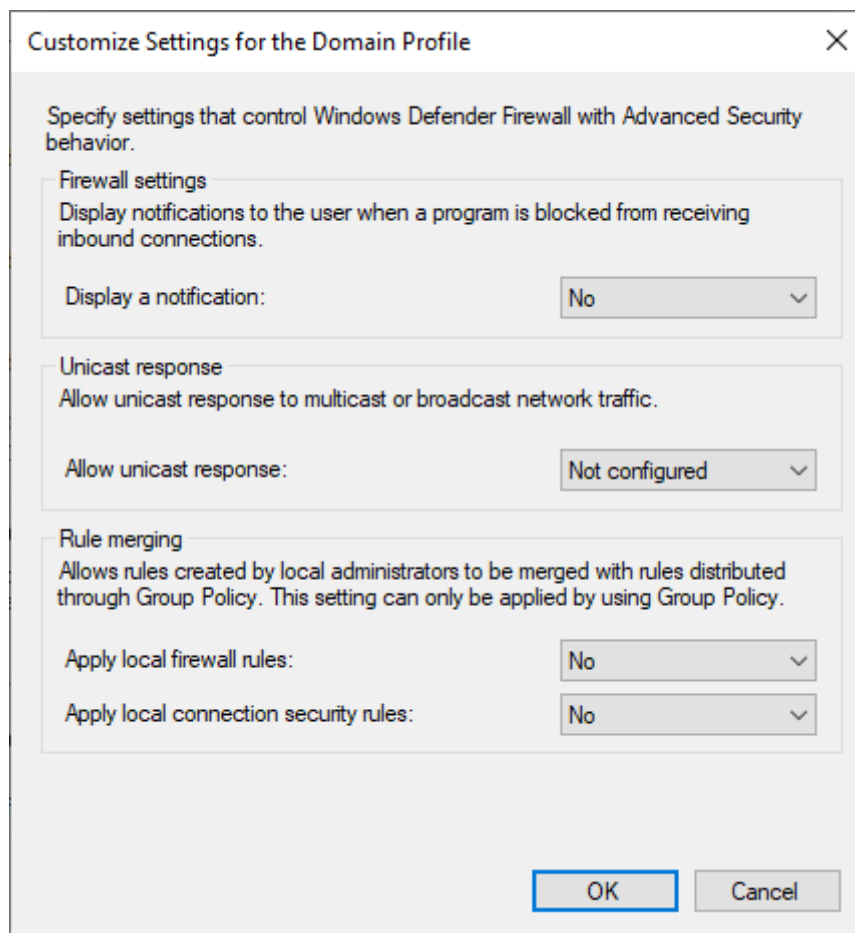 Customize Settings for the Domain Profile
Specify settings that control Windows Defender Firewall with Advanced Security
behavior.
Firewall settings
Display notifications to the user when a program is blocked from receiving
inbound connections.
Display a notification: No
Unicast response
Allow unicast response to multicast or broadcast network traffic.
Allow unicast response: Not configured
Rule merging
Allows rules created by local administrators to be merged with rules distributed
through Group Policy. This setting can only be applied by using Group Policy.
Apply local firewall rules: No
Apply local connection security rules: No
OK Cancel